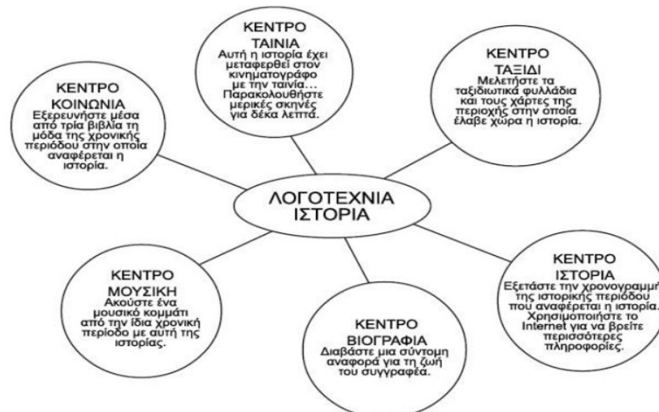 ΚΕΝΤΡΟ
ΤΑΙΝΙΑ
Αυτή η ιστορία έχει
μεταφερθεί στον
κινηματογράφο
με την ταινία...
Παρακολουθήστε
μερικές σκηνές
για δέκα λεπτά.
ΚΕΝΤΡΟ
ΤΑΞΙΔΙ
Μελετήστε τα
ταξιδιωτικά φυλλάδια
και τους χάρτες της
περιοχής στην οποία
έλαβε χώρα η ιστορία.
ΚΕΝΤΡΟ
ΚΟΙΝΩΝΙΑ
Εξερευνήστε μέσα
από τρία βιβλία τη
μόδα της χρονικής
περιόδου στην οποία
αναφέρεται η
ιστορία.
ΛΟΓΟΤΕΧΝΙΑ
ΙΣΤΟΡΙΑ
ΚΕΝΤΡΟ
ΜΟΥΣΙΚΗ
Ακούστε ένα
μουσικό κομμάτι
από την ίδια χρονική
περίοδο με αυτή της
ιστορίας.
ΚΕΝΤΡΟ
ΒΙΟΓΡΑΦΙΑ
Διαβάστε μια σύντομη
αναφορά για τη ζωή
του συγγραφέα.
ΚΕΝΤΡΟ
ΙΣΤΟΡΙΑ
Εξετάστε την χρονογραμμή
της ιστορικής περιόδου
που αναφέρεται η ιστορία.
Χρησιμοποιήστε το
Internet για να βρείτε
περισσότερες
πληροφορίες.